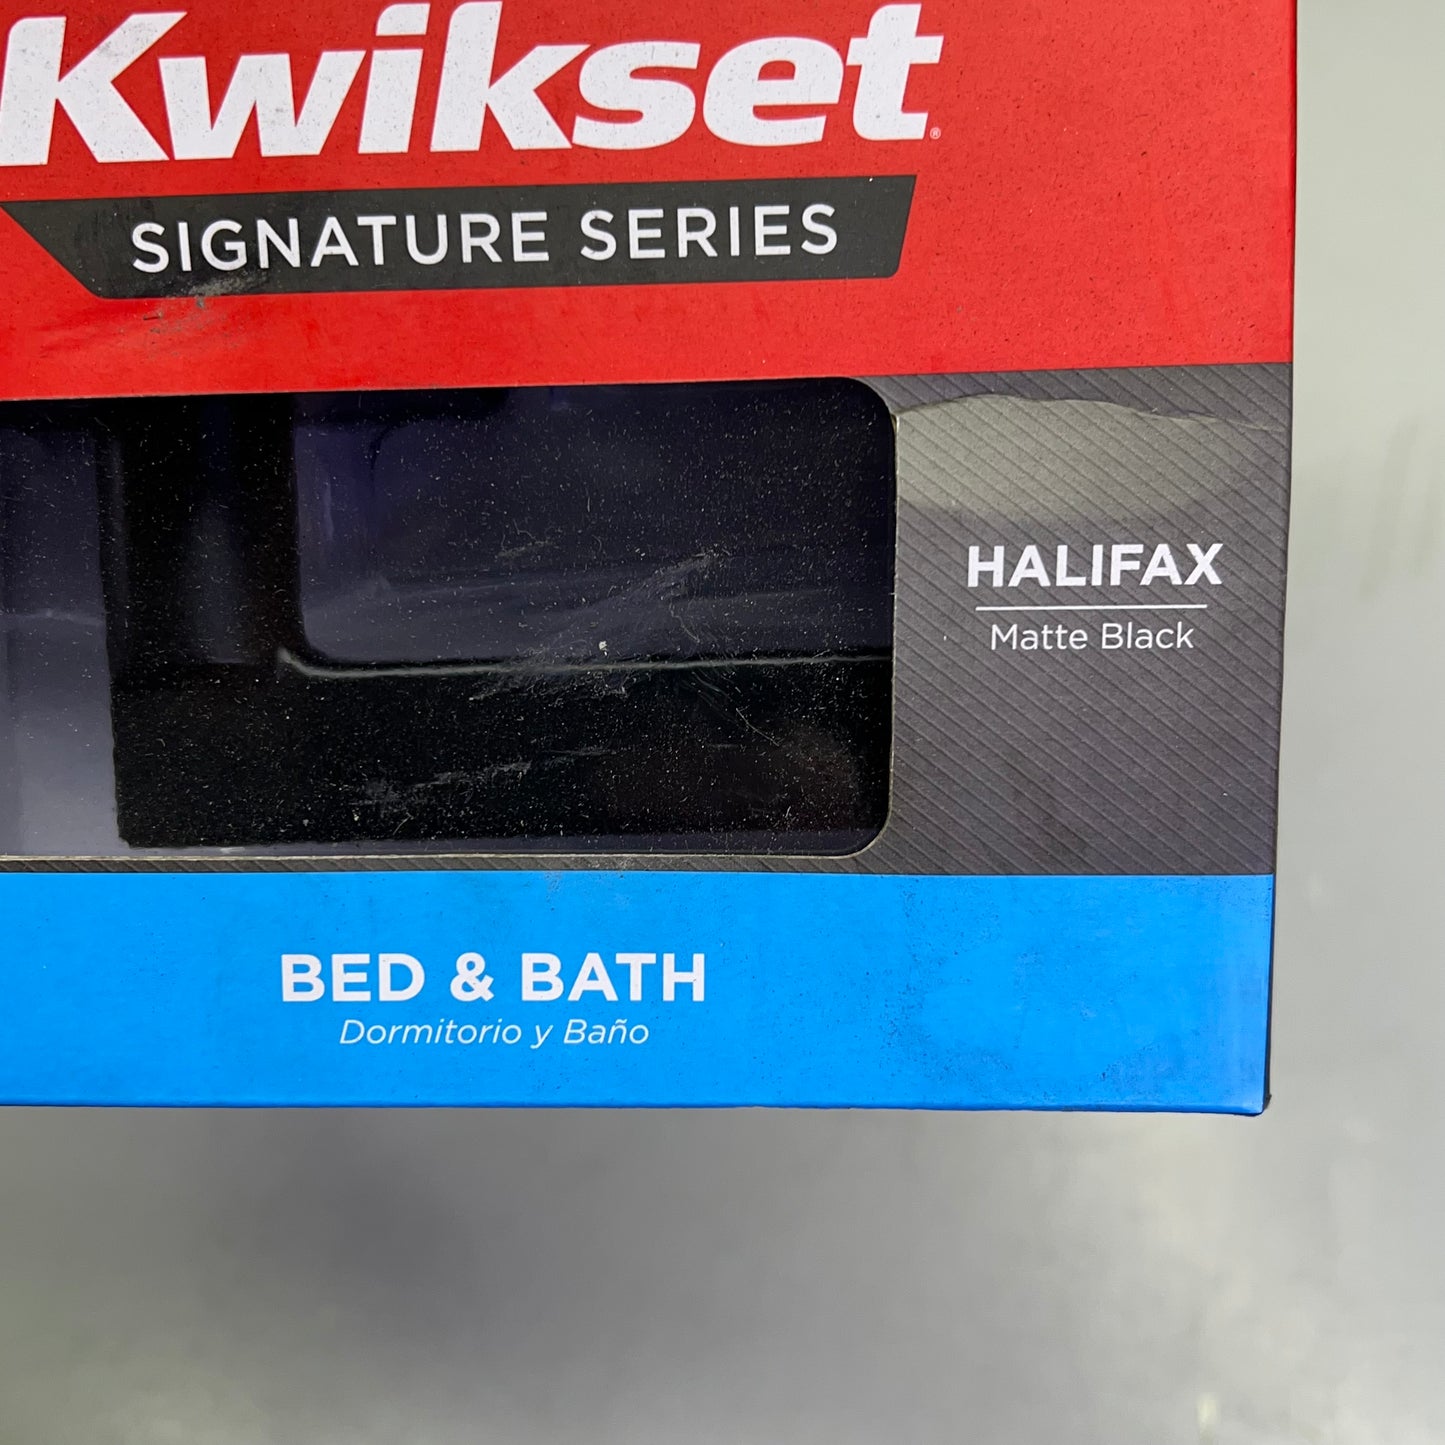 Kwikset®
SIGNATURE SERIES
HALIFAX
Matte Black
BED & BATH
Dormitorio y Baño